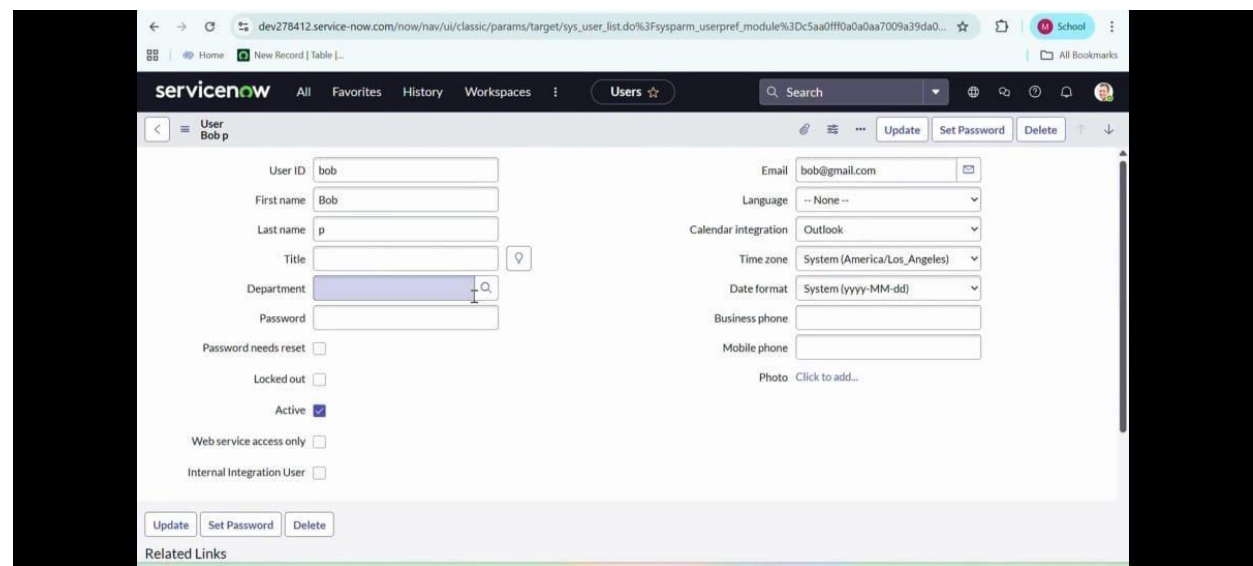 dev278412.service-now.com/now/nav/ui/classic/params/target/sys_user_list.do%3Fsysparm_userpref_module%3Dc5aa0fff0a0a0aa7009a39da0...
M School
Home New Record | Table |... All Bookmarks
servicenow All Favorites History Workspaces Users Search
User
Bob p
Update Set Password Delete
User ID bob
First name Bob
Last name p
Title
Department
Password
Password needs reset
Locked out
Active
Web service access only
Internal Integration User
Email bob@gmail.com
Language -- None --
Calendar integration Outlook
Time zone System (America/Los_Angeles)
Date format System (yyyy-MM-dd)
Business phone
Mobile phone
Photo Click to add...
Update Set Password Delete
Related Links